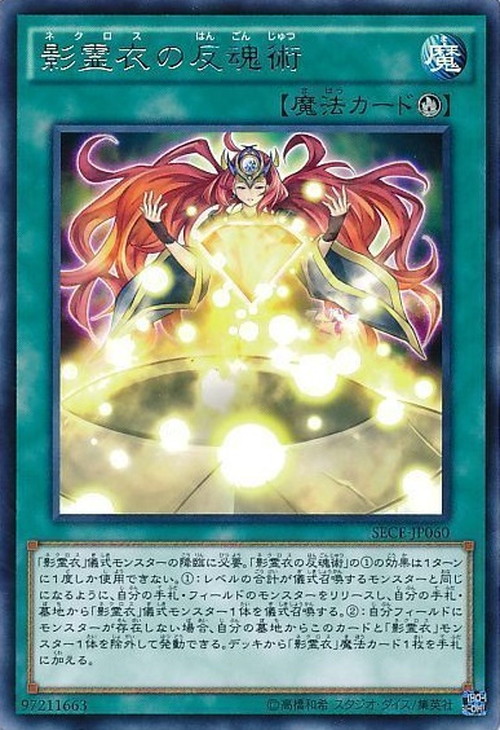 ネクロス はんごんじゅつ
影霊衣の反魂術
魔
【魔法カード】
SECE-JP060
「影霊衣」儀式モンスターの降臨に必要。「影霊衣の反魂術」の①の効果は1ターン
に1度しか使用できない。①：レベルの合計が儀式召喚するモンスターと同じ
になるように、自分の手札・フィールドのモンスターをリリースし、自分の手札・
墓地から「影霊衣」儀式モンスター1体を儀式召喚する。②：自分フィールドに
モンスターが存在しない場合、自分の墓地からこのカードと「影霊衣」モン
スター1体を除外して発動できる。デッキから「影霊衣」魔法カード1枚を手札
に加える。
97211663
©高橋和希 スタジオ・ダイス/集英社